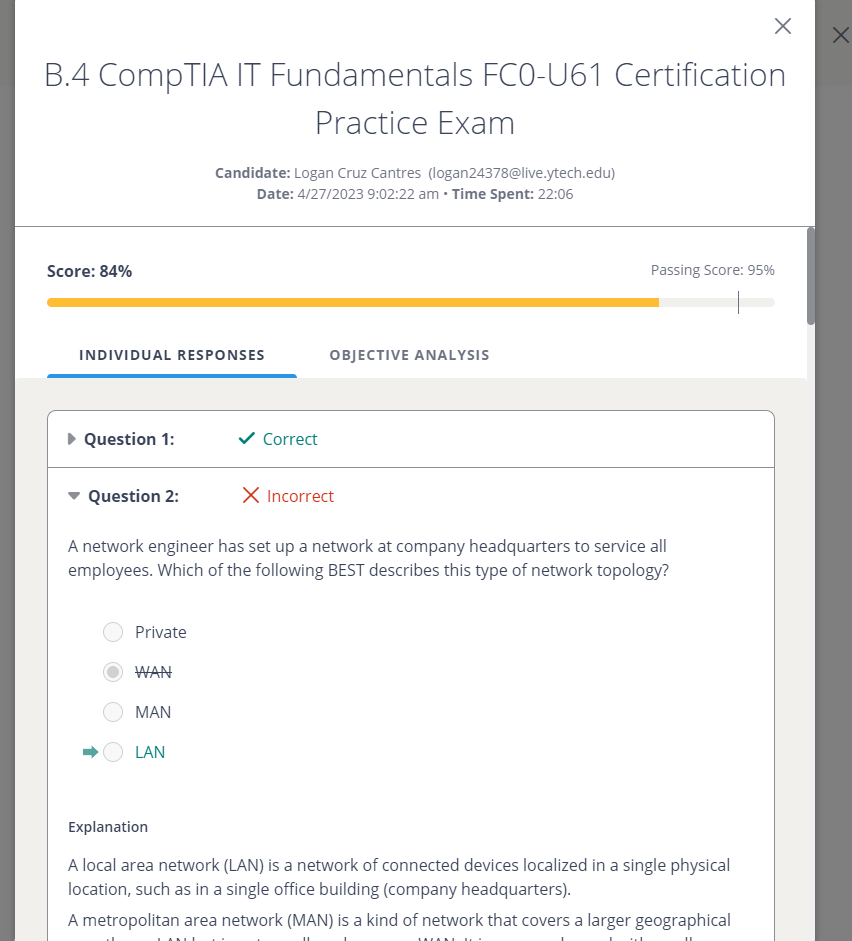 B.4 CompTIA IT Fundamentals FC0-U61 Certification
Practice Exam
Candidate: Logan Cruz Cantres (logan24378@live.ytech.edu)
Date: 4/27/2023 9:02:22 am • Time Spent: 22:06
Score: 84%
Passing Score: 95%
INDIVIDUAL RESPONSES
OBJECTIVE ANALYSIS
Question 1:
Correct
Question 2:
Incorrect
A network engineer has set up a network at company headquarters to service all
employees. Which of the following BEST describes this type of network topology?
Private
WAN
MAN
LAN
Explanation
A local area network (LAN) is a network of connected devices localized in a single physical
location, such as in a single office building (company headquarters).
A metropolitan area network (MAN) is a kind of network that covers a larger geographical